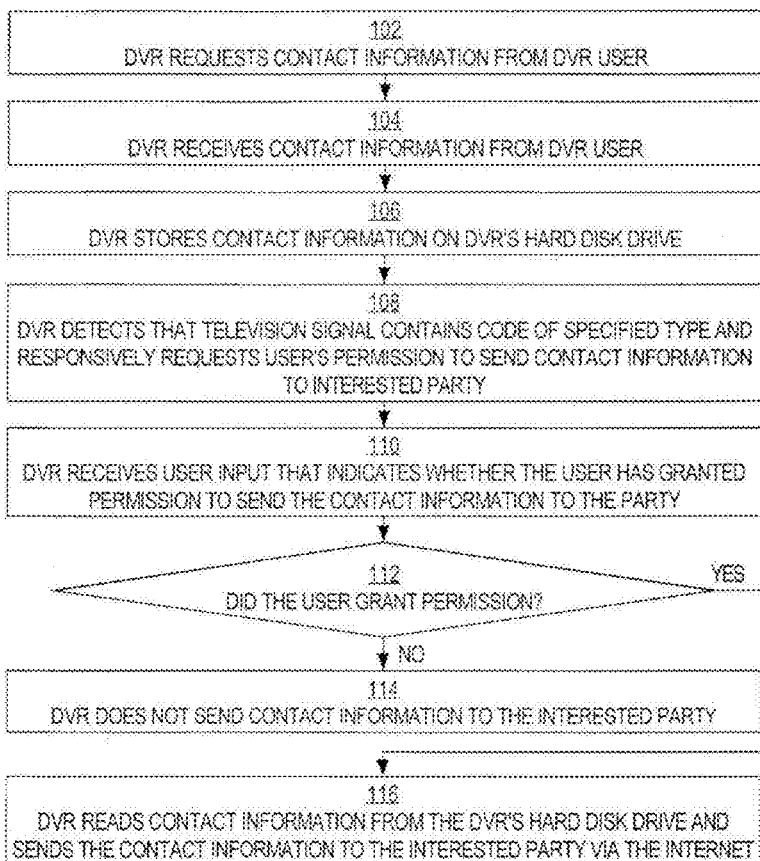 102
DVR REQUESTS CONTACT INFORMATION FROM DVR USER
104
DVR RECEIVES CONTACT INFORMATION FROM DVR USER
106
DVR STORES CONTACT INFORMATION ON DVR'S HARD DISK DRIVE
108
DVR DETECTS THAT TELEVISION SIGNAL CONTAINS CODE OF SPECIFIED TYPE AND
RESPONSIVELY REQUESTS USER'S PERMISSION TO SEND CONTACT INFORMATION
TO INTERESTED PARTY
110
DVR RECEIVES USER INPUT THAT INDICATES WHETHER THE USER HAS GRANTED
PERMISSION TO SEND THE CONTACT INFORMATION TO THE PARTY
112
DID THE USER GRANT PERMISSION?
YES
NO
114
DVR DOES NOT SEND CONTACT INFORMATION TO THE INTERESTED PARTY
116
DVR READS CONTACT INFORMATION FROM THE DVR'S HARD DISK DRIVE AND
SENDS THE CONTACT INFORMATION TO THE INTERESTED PARTY VIA THE INTERNET